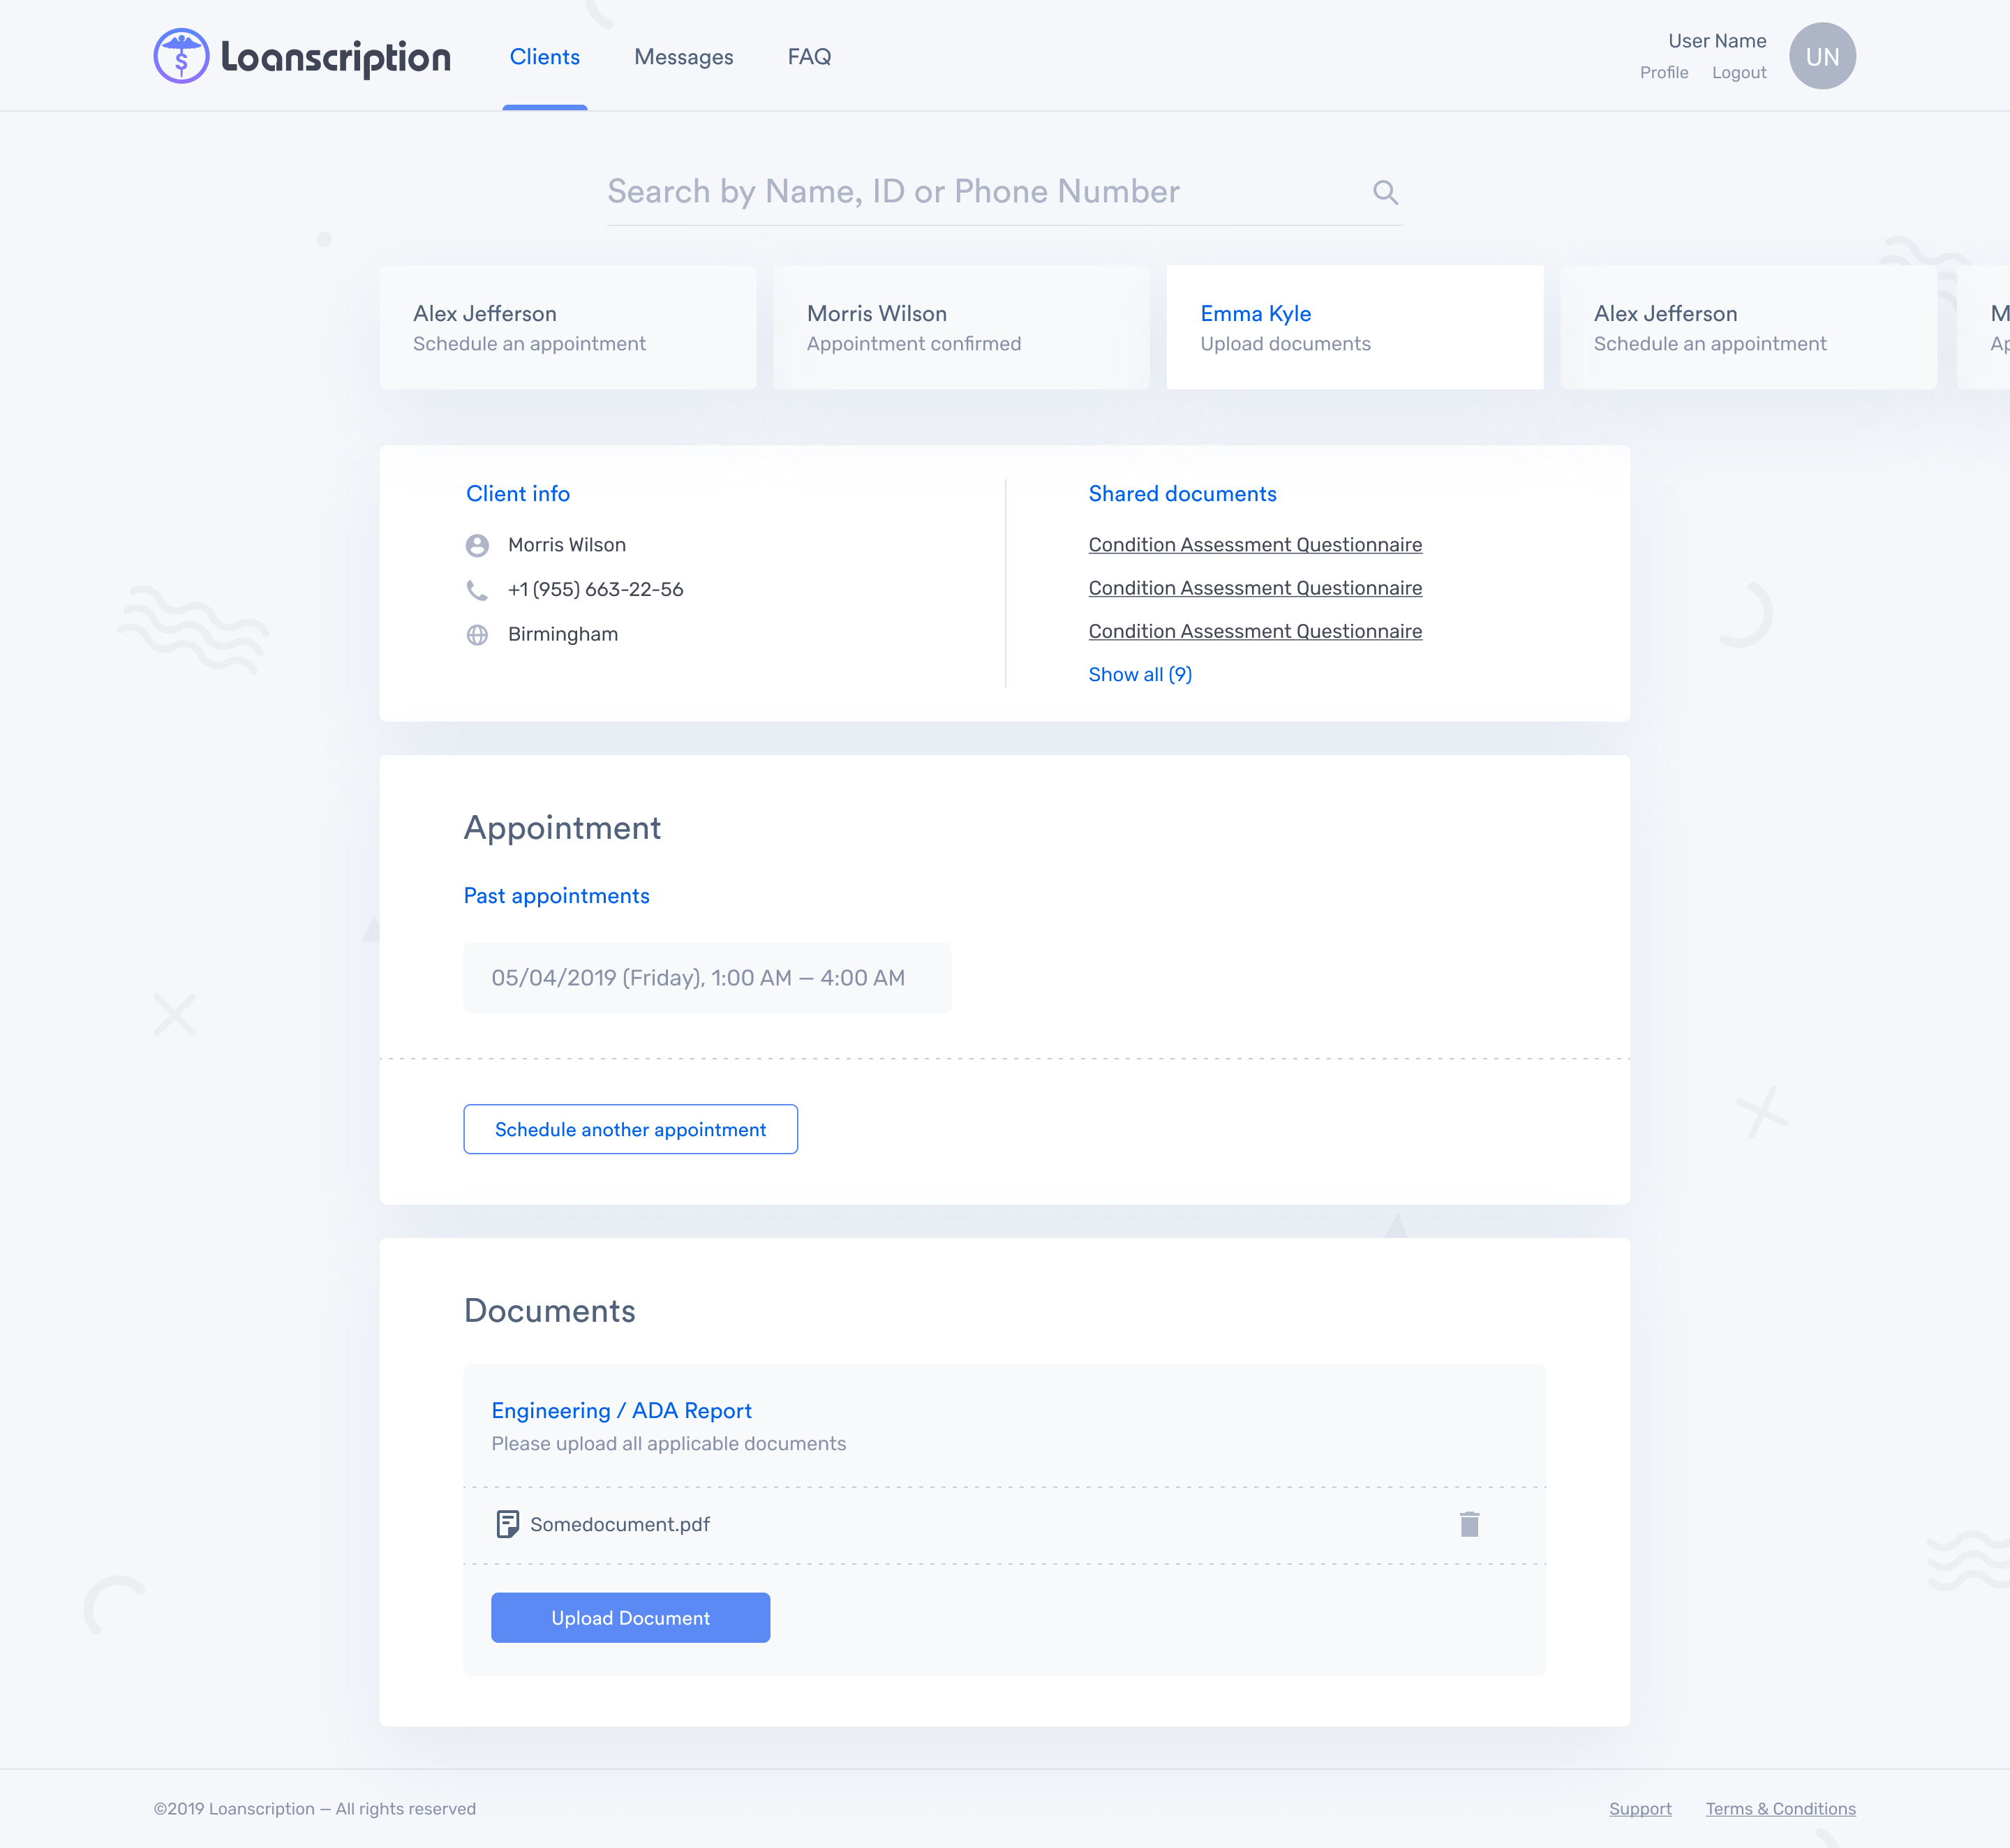 Loanscription
Clients
Messages
FAQ
User Name
Profile
Logout
UN
Search by Name, ID or Phone Number
Alex Jefferson
Schedule an appointment
Morris Wilson
Appointment confirmed
Emma Kyle
Upload documents
Alex Jefferson
Schedule an appointment
M
Ap
Client info
Morris Wilson
+1 (955) 663-22-56
Birmingham
Shared documents
Condition Assessment Questionnaire
Condition Assessment Questionnaire
Condition Assessment Questionnaire
Show all (9)
Appointment
Past appointments
05/04/2019 (Friday), 1:00 AM — 4:00 AM
Schedule another appointment
Documents
Engineering / ADA Report
Please upload all applicable documents
Somedocument.pdf
Upload Document
©2019 Loanscription — All rights reserved
Support
Terms & Conditions